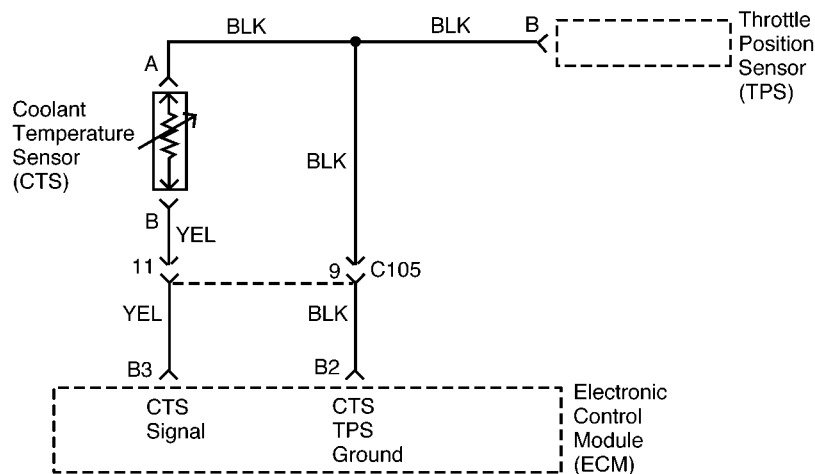 BLK
BLK
B
Throttle
Position
Sensor
(TPS)
A
Coolant
Temperature
Sensor
(CTS)
BLK
B
YEL
11
9
C105
YEL
BLK
B3
B2
CTS
Signal
CTS
TPS
Ground
Electronic
Control
Module
(ECM)